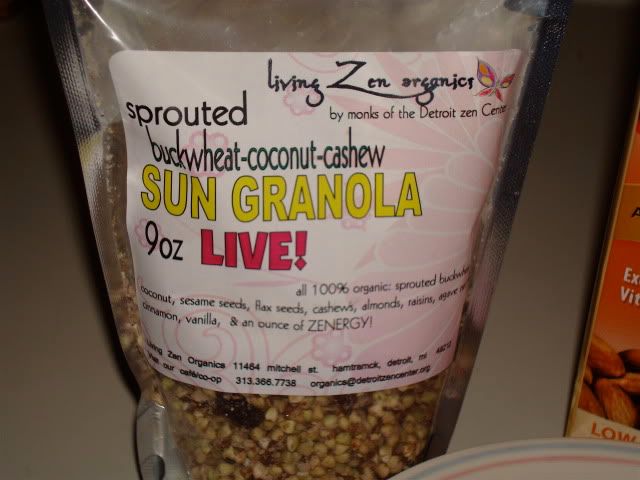 living Zen organics
by monks of the Detroit zen Center
sprouted
buckwheat-coconut-cashew
SUN GRANOLA
9oz LIVE!
all 100% organic: sprouted buckwheat
coconut, sesame seeds, flax seeds, cashews, almonds, raisins, agave
cinnamon, vanilla, & an ounce of ZENERGY!
Living Zen Organics 11464 mitchell st. hamtramck, detroit, mi 48212
Visit our café/co-op 313.366.7738 organics@detroitzencenter.org
LOW-